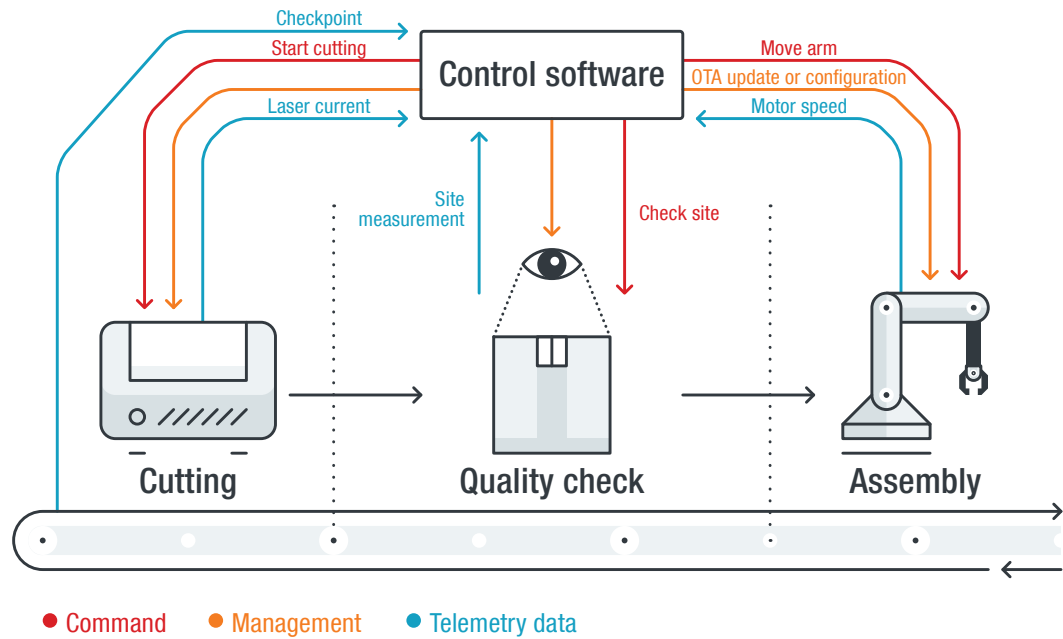 Checkpoint
Start cutting
Laser current
Control software
Move arm
OTA update or configuration
Motor speed
Site
measurement
Check site
Cutting
Quality check
Assembly
Command
Management
Telemetry data